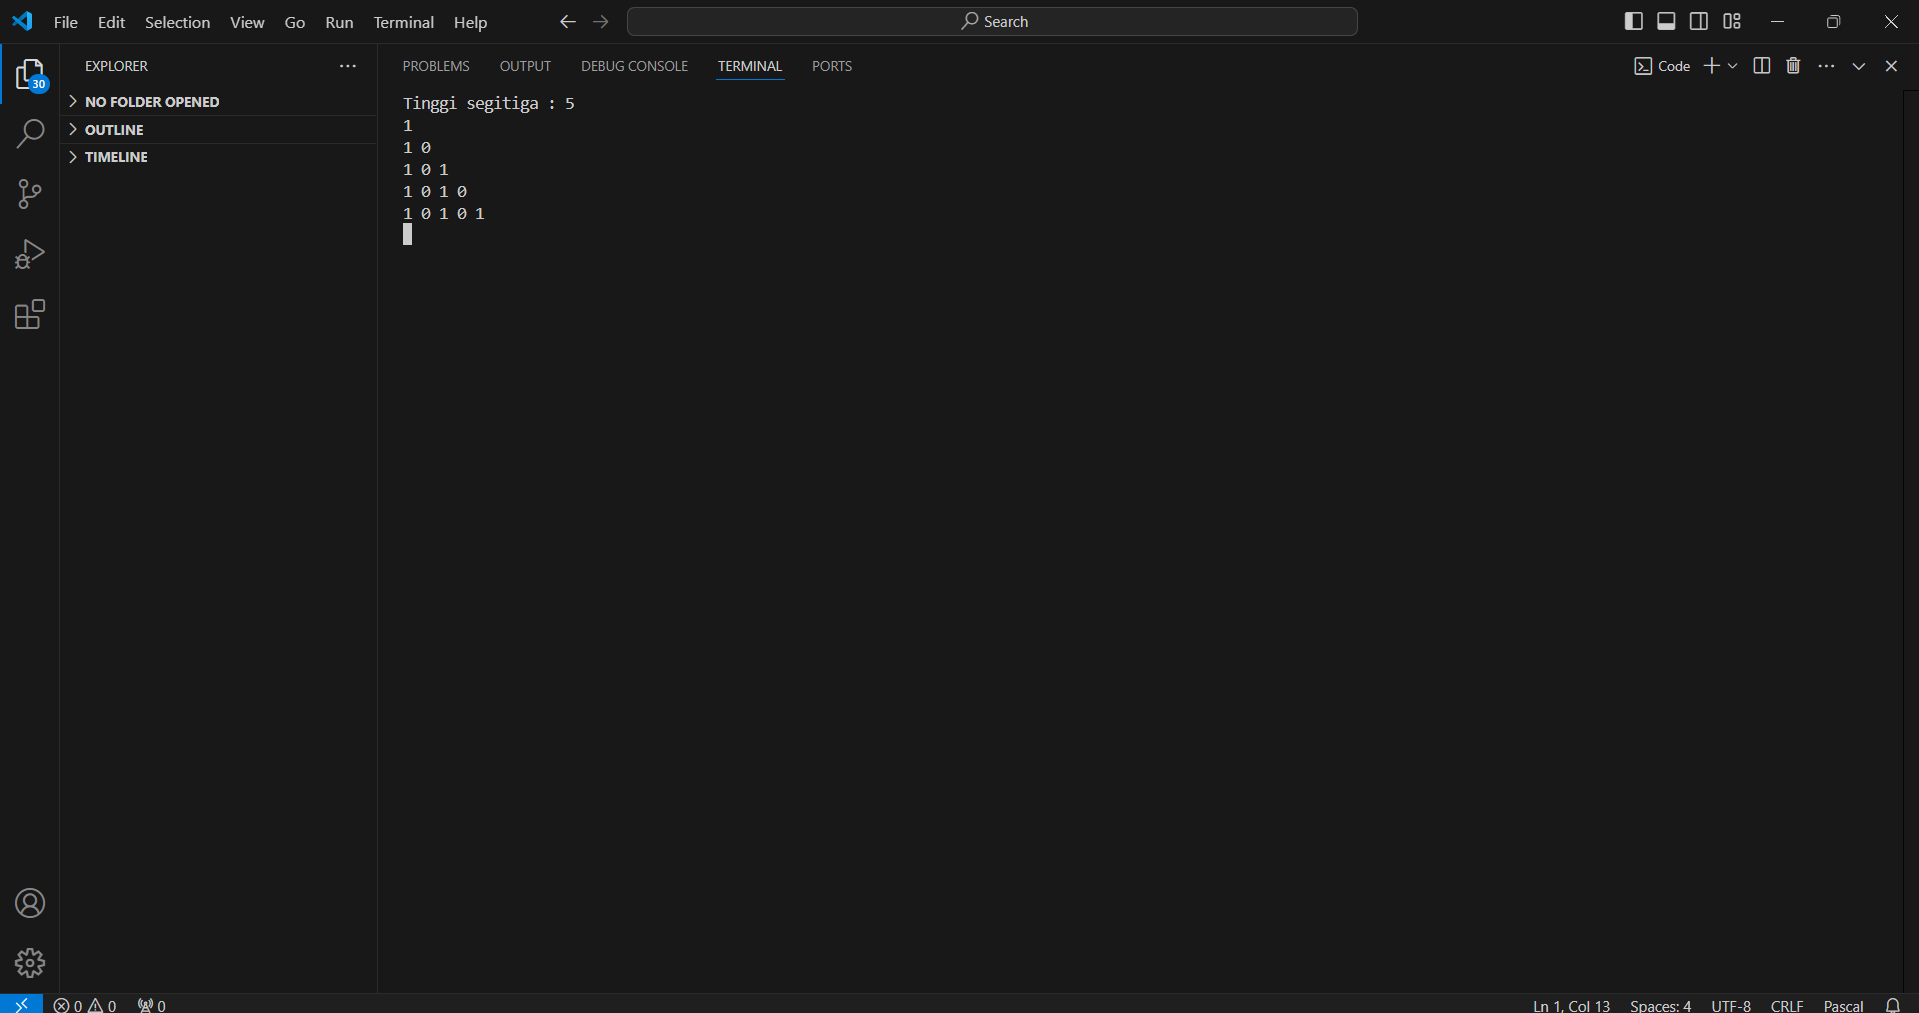 File Edit Selection View Go Run Terminal Help
Search
EXPLORER
30
NO FOLDER OPENED
OUTLINE
TIMELINE
PROBLEMS OUTPUT DEBUG CONSOLE TERMINAL PORTS
Code
Tinggi segitiga : 5
1
1 0
1 0 1
1 0 1 0
1 0 1 0 1
0 0 0
Ln 1, Col 13 Spaces: 4 UTF-8 CRLF Pascal